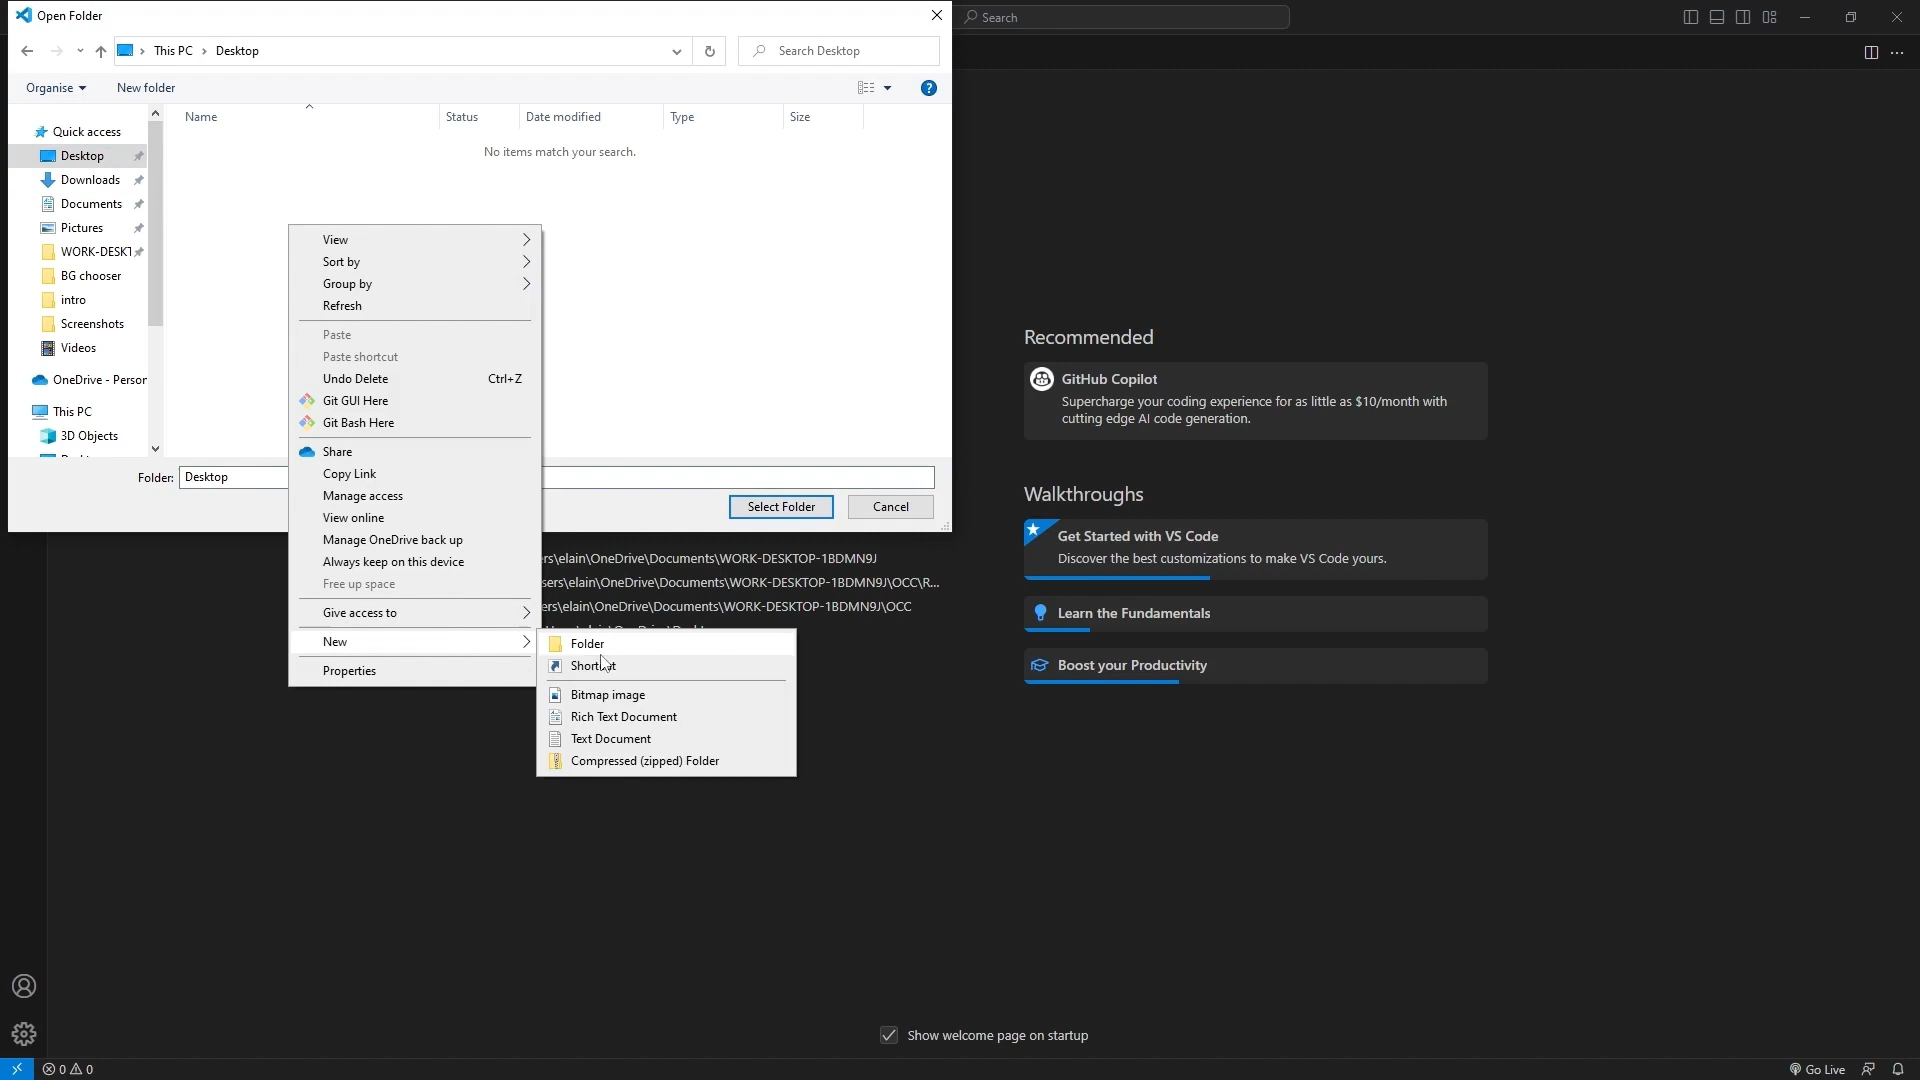 Open Folder
Search
This PC
Desktop
Search Desktop
Organise
New folder
Name
Status
Date modified
Type
Size
No items match your search.
Quick access
Desktop
Downloads
Documents
Pictures
WORK-DESKT
BG chooser
intro
Screenshots
Videos
OneDrive - Person
This PC
3D Objects
View
Sort by
Group by
Refresh
Paste
Paste shortcut
Undo Delete Ctrl+Z
Git GUI Here
Git Bash Here
Share
Copy Link
Manage access
View online
Manage OneDrive back up
Always keep on this device
Free up space
Give access to
New
Properties
Folder: Desktop
Select Folder
Cancel
Folder
Shortcut
Bitmap image
Rich Text Document
Text Document
Compressed (zipped) Folder
ers\elain\OneDrive\Documents\WORK-DESKTOP-1BDMN9J
sers\elain\OneDrive\Documents\WORK-DESKTOP-1BDMN9J\OCC\R...
ers\elain\OneDrive\Documents\WORK-DESKTOP-1BDMN9J\OCC
Recommended
GitHub Copilot
Supercharge your coding experience for as little as $10/month with
cutting edge AI code generation.
Walkthroughs
Get Started with VS Code
Discover the best customizations to make VS Code yours.
Learn the Fundamentals
Boost your Productivity
Show welcome page on startup
0 0
Go Live